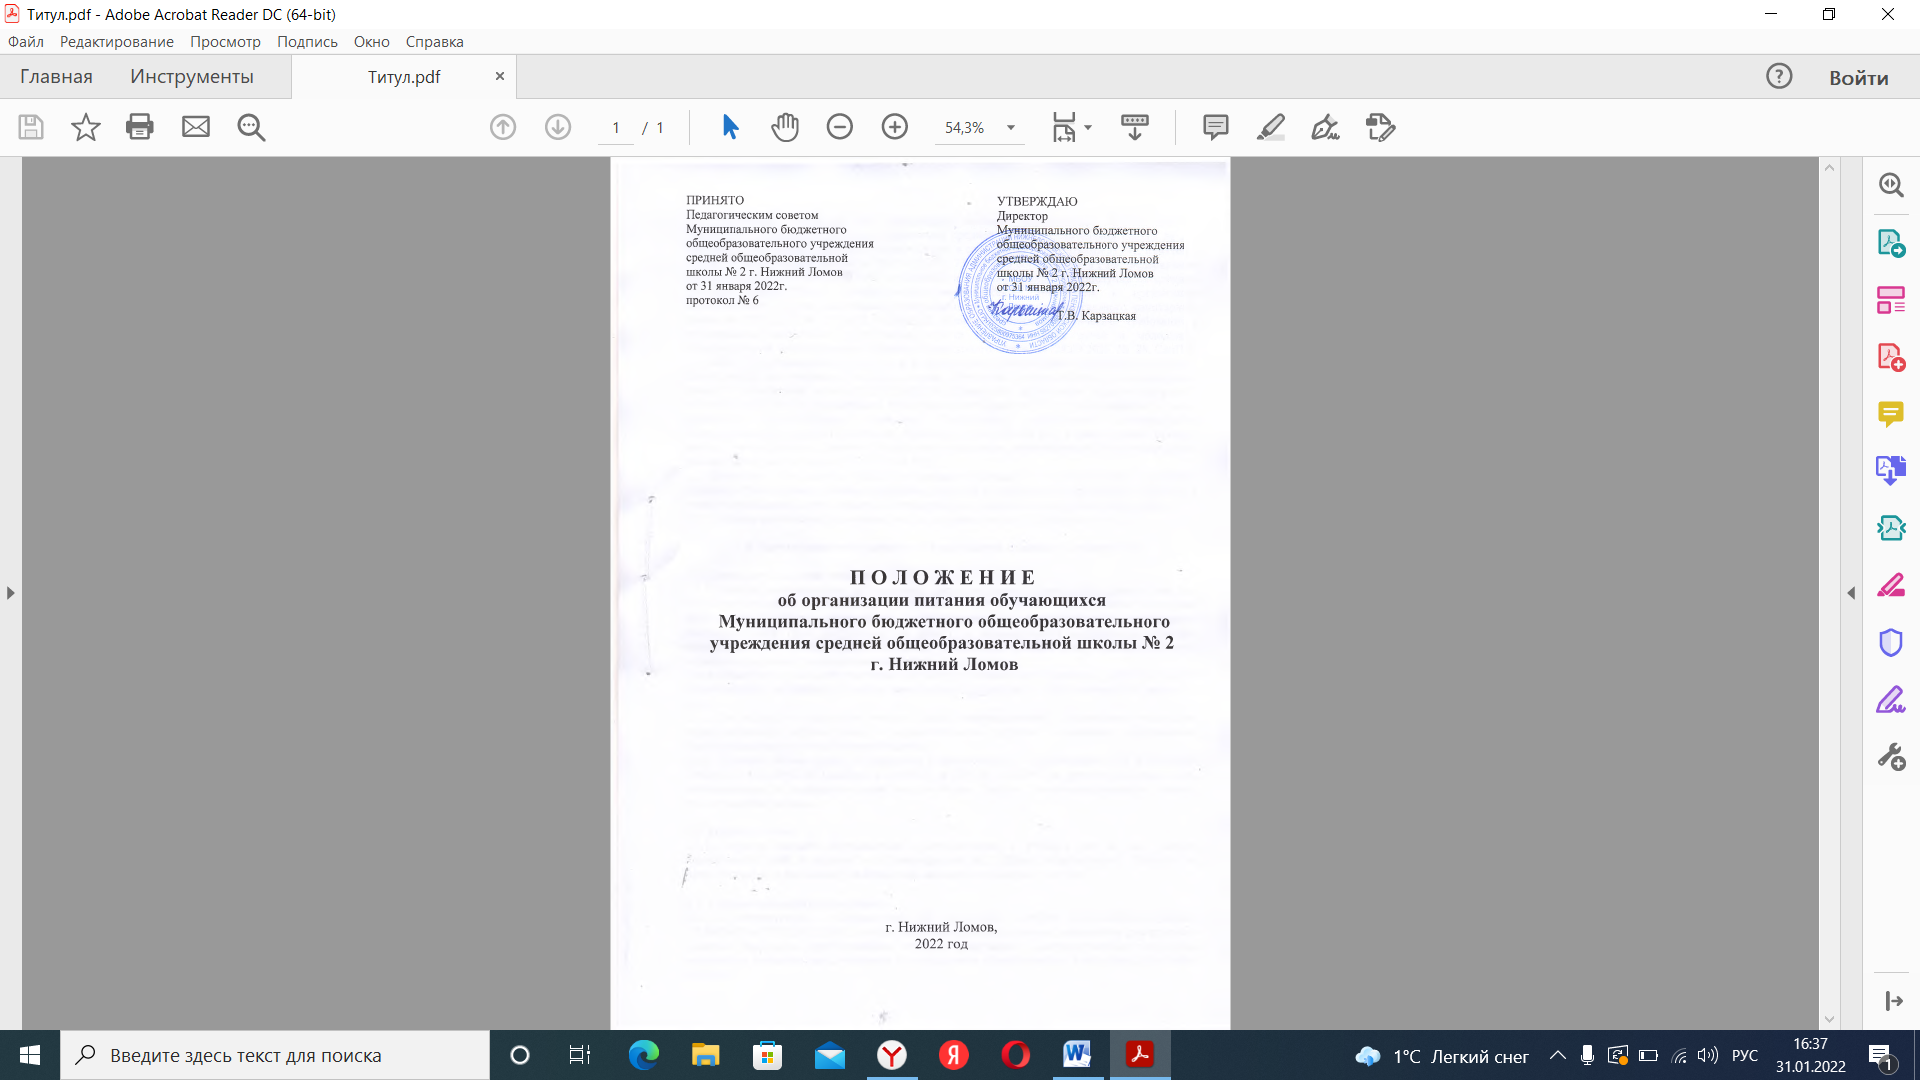 Титул.pdf - Adobe Acrobat Reader DC (64-bit)
Файл Редактирование Просмотр Подпись Окно Справка
Главная Инструменты Титул.pdf Войти
1 / 1 54,3%
ПРИНЯТО
Педагогическим советом
Муниципального бюджетного
общеобразовательного учреждения
средней общеобразовательной
школы № 2 г. Нижний Ломов
от 31 января 2022г.
протокол № 6
УТВЕРЖДАЮ
Директор
Муниципального бюджетного
общеобразовательного учреждения
средней общеобразовательной
школы № 2 г. Нижний Ломов
от 31 января 2022г.
Т.В. Карзацкая
П О Л О Ж Е Н И Е
об организации питания обучающихся
Муниципального бюджетного общеобразовательного
учреждения средней общеобразовательной школы № 2
г. Нижний Ломов
г. Нижний Ломов,
2022 год
Введите здесь текст для поиска
1°C Легкий снег
РУС
16:37
31.01.2022
1